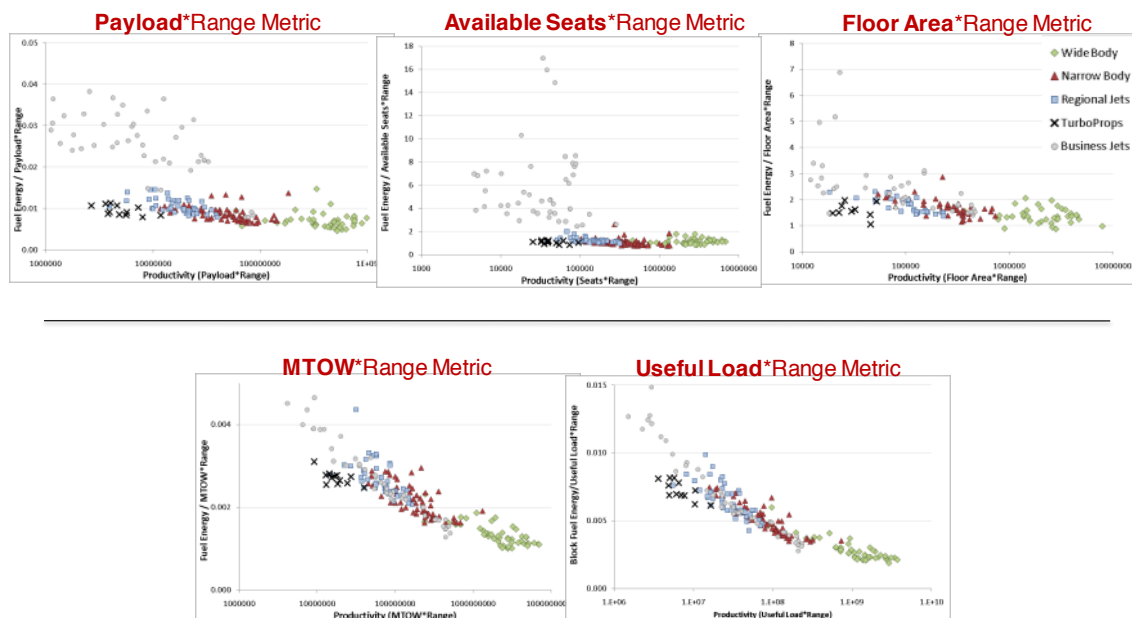 Payload*Range Metric
Available Seats*Range Metric
Floor Area*Range Metric
Fuel Energy / Payload*Range
0.05
0.04
0.03
0.02
0.01
0.00
1000000
1000000
100000000
1E+09
Productivity (Payload*Range)
Fuel Energy / Available Seats*Range
18
16
14
12
10
8
6
4
2
0
1000
10000
100000
1000000
10000000
Productivity (Seats*Range)
Fuel Energy / Floor Area*Range
8
7
6
5
4
3
2
1
0
10000
100000
1000000
10000000
Productivity (Floor Area*Range)
Wide Body
Narrow Body
Regional Jets
TurboProps
Business Jets
MTOW*Range Metric
Useful Load*Range Metric
Fuel Energy / MTOW*Range
0.004
0.002
0.000
1000000
10000000
100000000
Productivity (MTOW*Range)
Block Fuel Energy/Useful Load*Range
0.015
0.010
0.005
0.000
1.E+06
1.E+07
1.E+08
1.E+09
1.E+10
Productivity (Useful Load*Range)